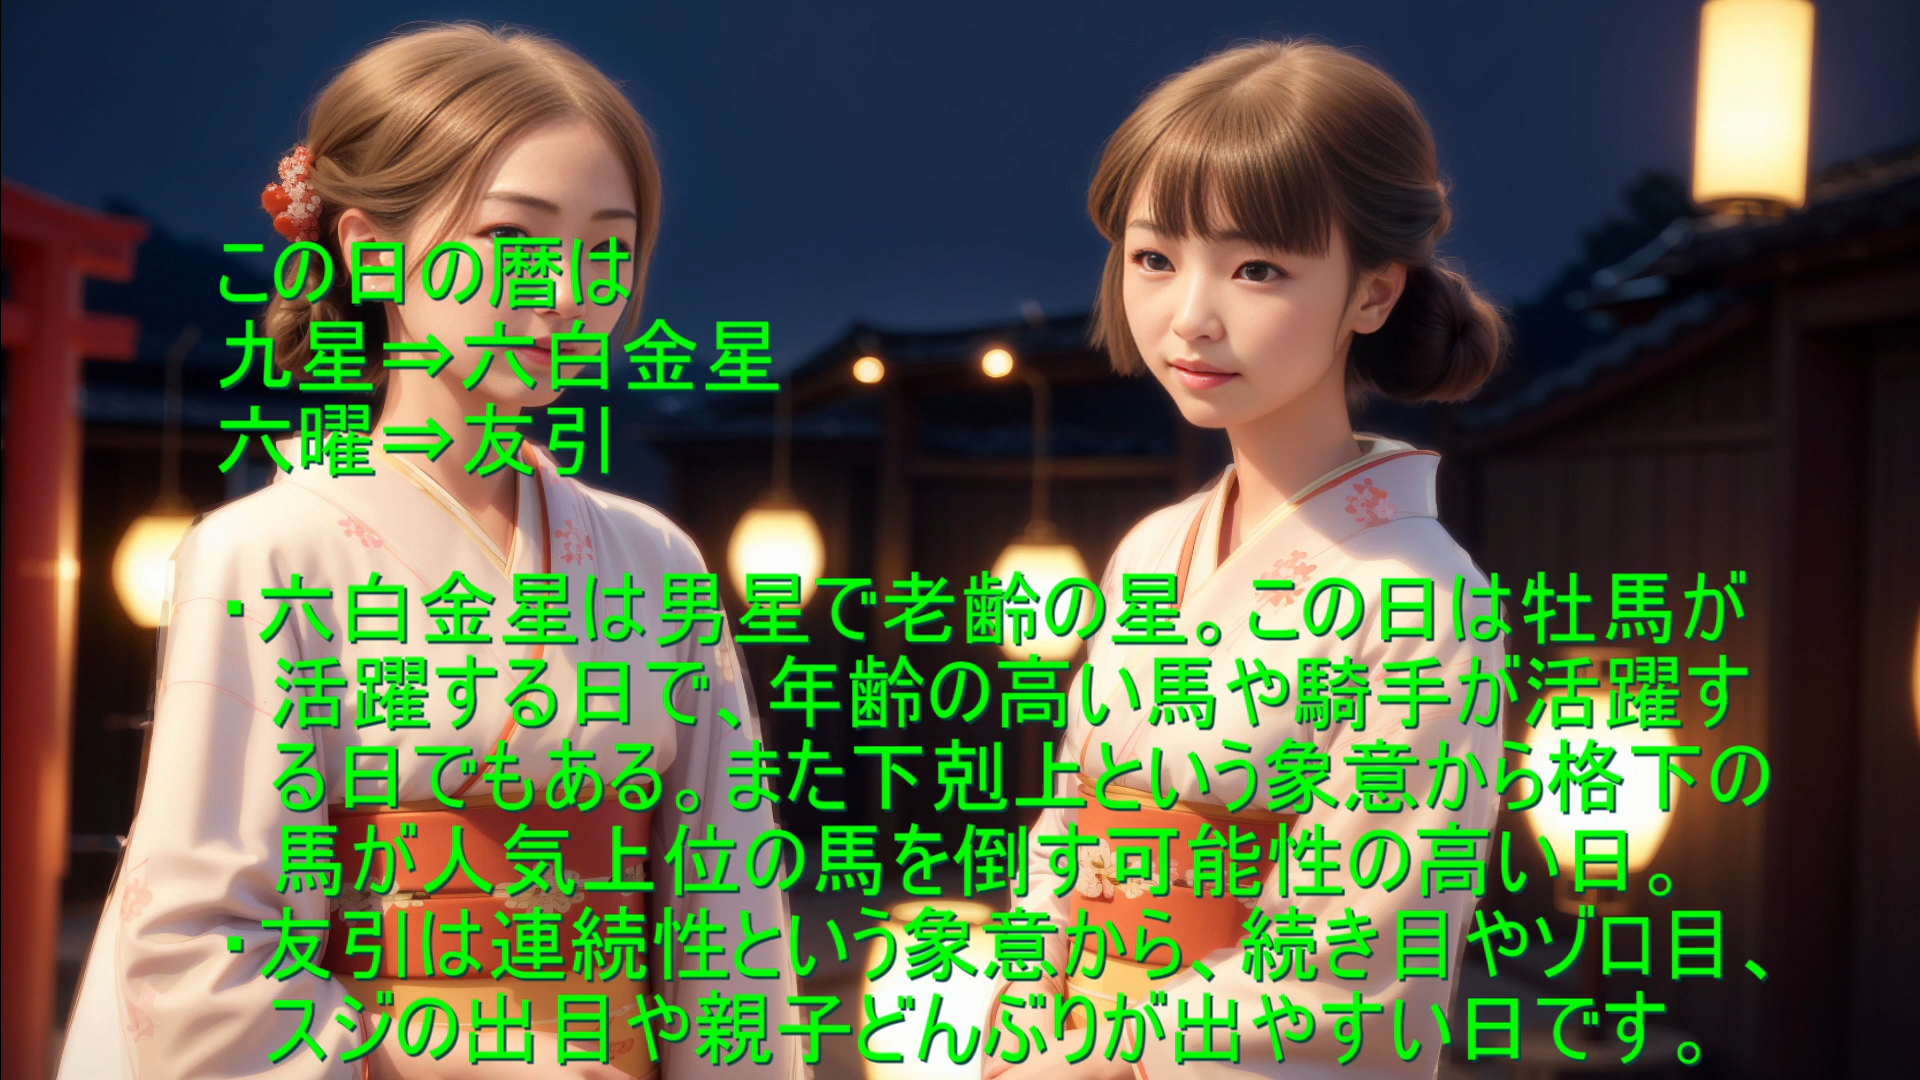 この日の暦は
九星⇒六白金星
六曜⇒友引
・六白金星は男星で老齢の星。この日は牡馬が
活躍する日で、年齢の高い馬や騎手が活躍す
る日でもある。また下剋上という象意から格下の
馬が人気上位の馬を倒す可能性の高い日。
・友引は連続性という象意から、続き目やゾロ目、
スジの出目や親子どんぶりが出やすい日です。